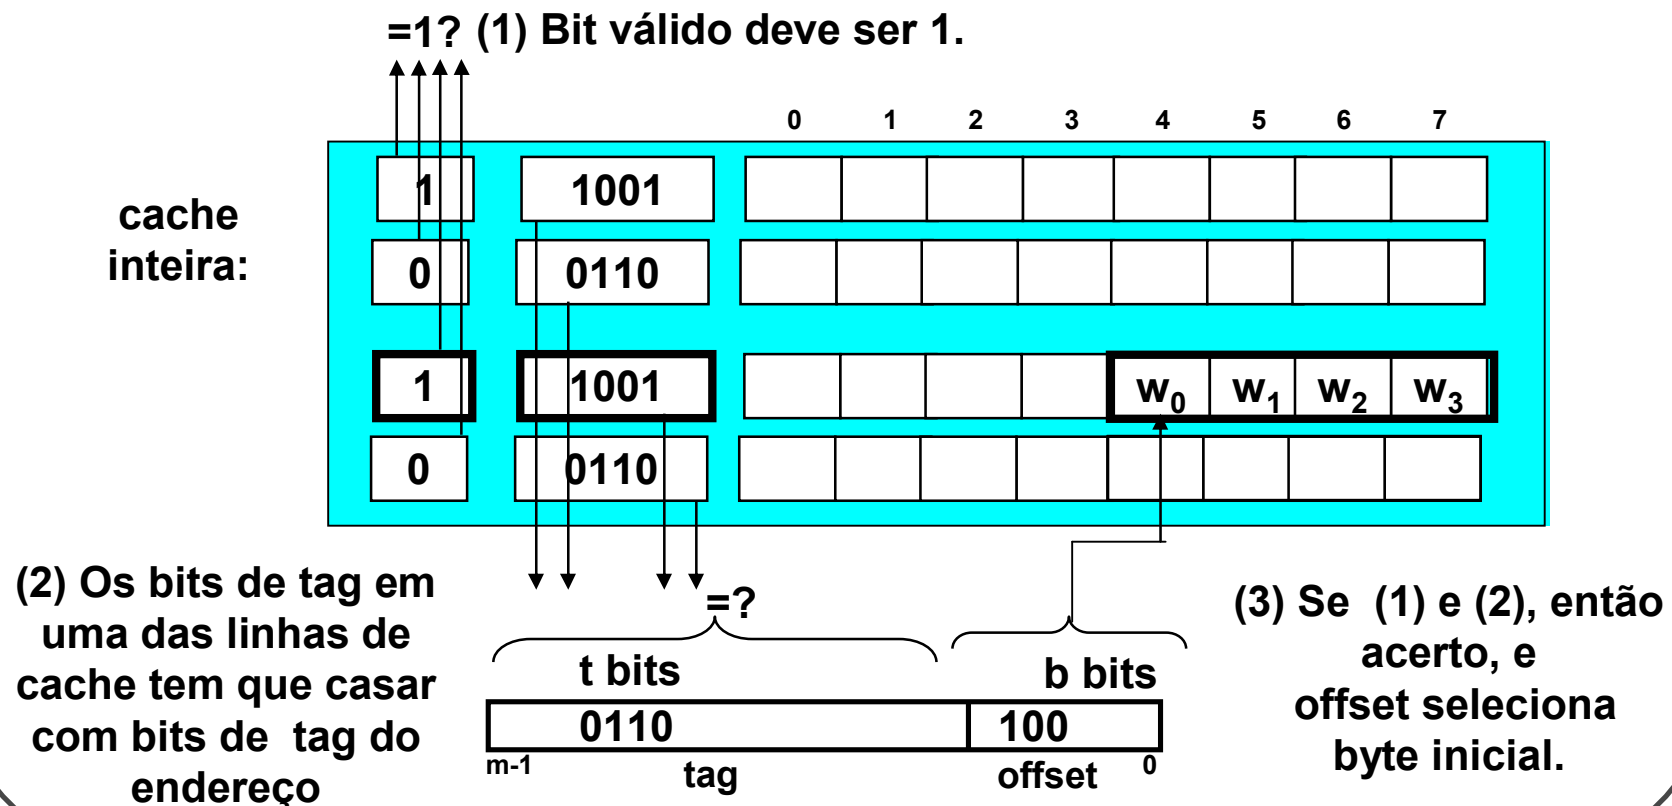 =1? (1) Bit válido deve ser 1.
0 1 2 3 4 5 6 7
cache
inteira:
1 1001
0 0110
1 1001 w0 w1 w2 w3
0 0110
(2) Os bits de tag em
uma das linhas de
cache tem que casar
com bits de tag do
endereço
=?
t bits b bits
0110 100
m-1 tag offset 0
(3) Se (1) e (2), então
acerto, e
offset seleciona
byte inicial.